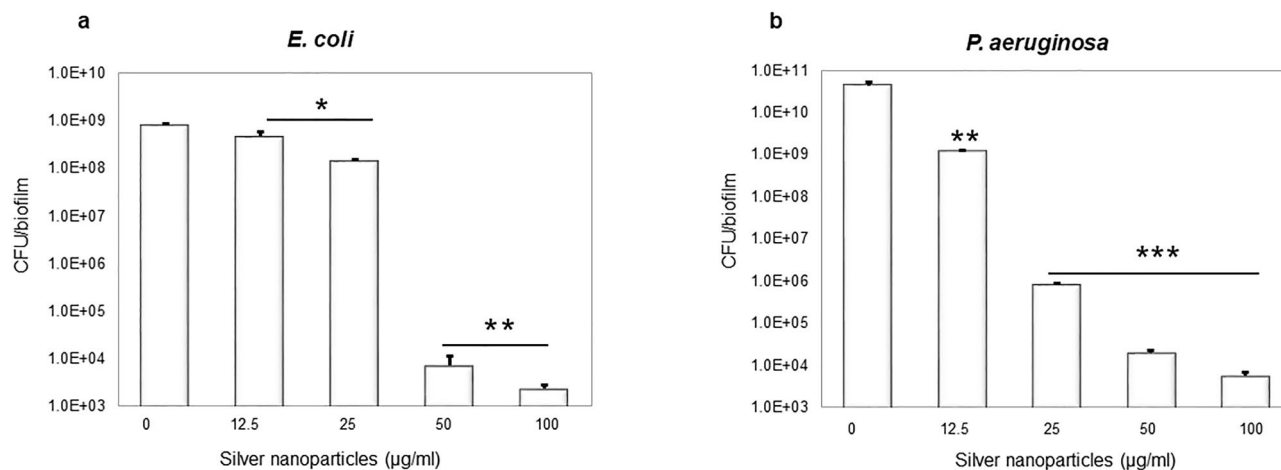 a
E. coli
CFU/biofilm
1.0E+10
1.0E+09
1.0E+08
1.0E+07
1.0E+06
1.0E+05
1.0E+04
1.0E+03
*
**
0 12.5 25 50 100
Silver nanoparticles (µg/ml)
b
P. aeruginosa
CFU/biofilm
1.0E+11
1.0E+10
1.0E+09
1.0E+08
1.0E+07
1.0E+06
1.0E+05
1.0E+04
1.0E+03
**
***
0 12.5 25 50 100
Silver nanoparticles (µg/ml)